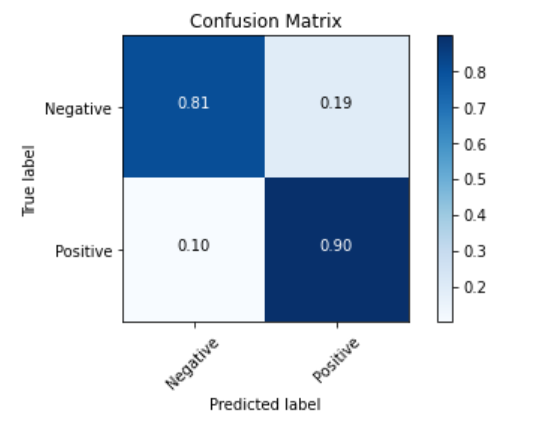 Confusion Matrix
True label
Negative
0.81
0.19
Positive
0.10
0.90
Negative
Positive
Predicted label
0.8
0.7
0.6
0.5
0.4
0.3
0.2